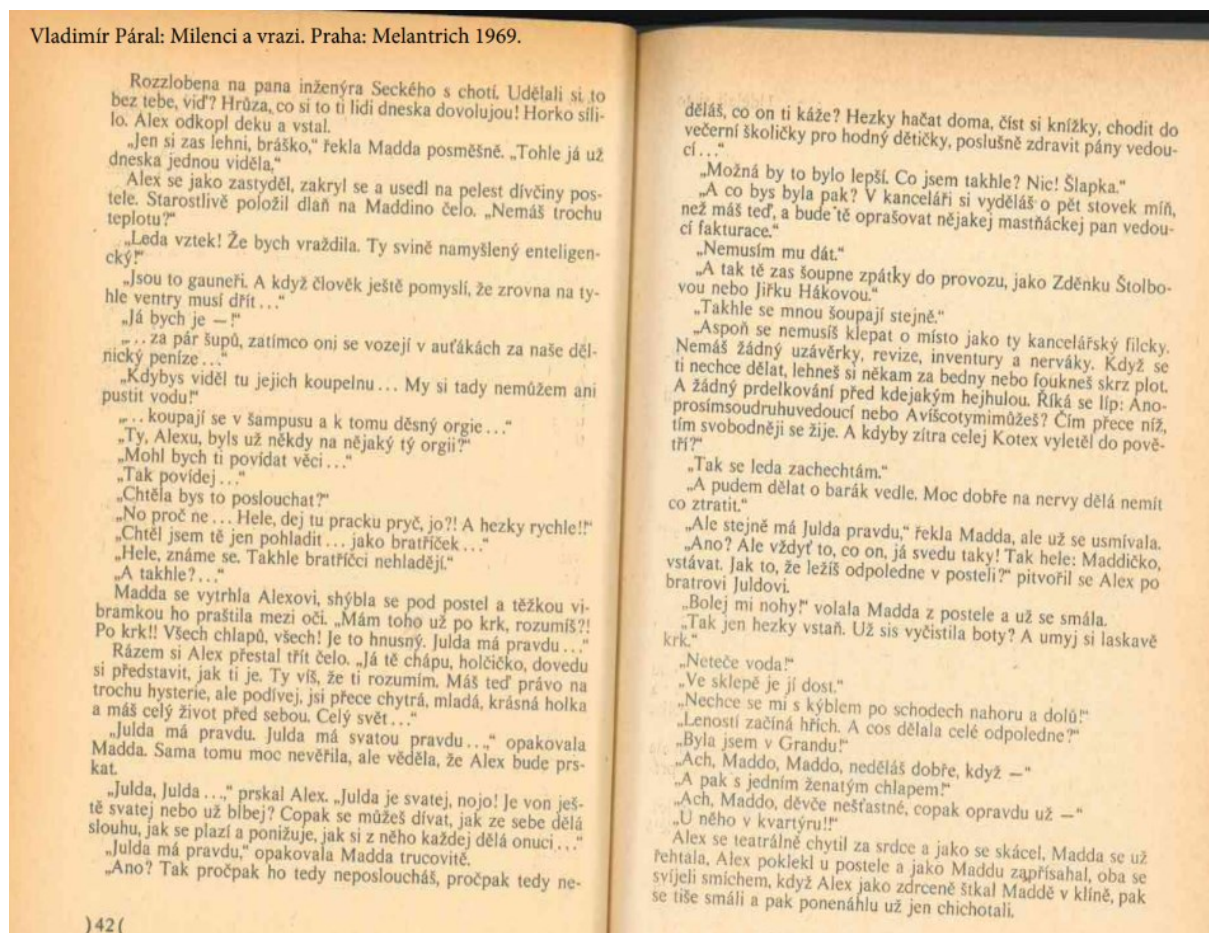 Vladimír Páral: Milenci a vrazi. Praha: Melantrich 1969.
Rozzlobena na pana inženýra Seckého s chotí. Udělali si to
bez tebe, viď? Hrůza, co si to ti lidi dneska dovolujou! Horko síli-
lo. Alex odkopl deku a vstal.
„Jen si zas lehni, bráško,“ řekla Madda posměšně. „Tohle já už
dneska jednou viděla,“
Alex se jako zastyděl, zakryl se a usedl na pelest dívčiny pos-
tele. Starostlivě položil dlaň na Maddino čelo. „Nemáš trochu
teplotu?“
„Leda vztek! Že bych vraždila. Ty svině namyšlený enteligen-
cký!“
„Jsou to gauneři. A když člověk ještě pomyslí, že zrovna na ty-
hle ventry musí dřít...“
„Já bych je —!“
„... za pár šupů, zatímco oni se vozejí v auťákách za naše děl-
nický peníze...“
„Kdybys viděl tu jejich koupelnu... My si tady nemůžem ani
pustit vodu!“
„... koupají se v šampusu a k tomu děsný orgie...“
„Ty, Alexu, byls už někdy na nějaký tý orgii?“
„Mohl bych ti povídat věci...“
„Tak povídej...“
„Chtěla bys to poslouchat?“
„No proč ne... Hele, dej tu pracku pryč, jo?! A hezky rychle!!“
„Chtěl jsem tě jen pohladit... jako bratříček...“
„Hele, známe se. Takhle bratříčci nehladějí.“
„A takhle?...“
Madda se vytrhla Alexovi, shýbla se pod postel a těžkou vi-
bramkou ho praštila mezi oči. „Mám toho už po krk, rozumíš?!
Po krk!! Všech chlapů, všech! Je to hnusný. Julda má pravdu...“
Rázem si Alex přestal třít čelo. „Já tě chápu, holčičko, dovedu
si představit, jak ti je. Ty víš, že ti rozumím. Máš teď právo na
trochu hysterie, ale podívej, jsi přece chytrá, mladá, krásná holka
a máš celý život před sebou. Celý svět...“
„Julda má pravdu. Julda má svatou pravdu...,“ opakovala
Madda. Sama tomu moc nevěřila, ale věděla, že Alex bude prs-
kat.
„Julda, Julda ...,“ prskal Alex. „Julda je svatej, nojo! Je von ješ-
tě svatej nebo už blbej? Copak se můžeš dívat, jak ze sebe dělá
slouhu, jak se plazí a ponižuje, jak si z něho každej dělá onuci...“
„Julda má pravdu,“ opakovala Madda trucovitě.
„Ano? Tak pročpak ho tedy neposloucháš, pročpak tedy ne-
)42(
děláš, co on ti káže? Hezky hačat doma, číst si knížky, chodit do
večerní školičky pro hodný dětičky, poslušně zdravit pány vedou-
cí...“
„Možná by to bylo lepší. Co jsem takhle? Nic! Šlapka.“
„A co bys byla pak? V kanceláři si vyděláš o pět stovek míň,
než máš teď, a bude tě oprašovat nějakej mastňáckej pan vedou-
cí fakturace.“
„Nemusím mu dát.“
„A tak tě zas šoupne zpátky do provozu, jako Zděnku Štolbo-
vou nebo Jiřku Hákovou.“
„Takhle se mnou šoupají stejně.“
„Aspoň se nemusíš klepat o místo jako ty kancelářský filcky.
Nemáš žádný uzávěrky, revize, inventury a nerváky. Když se
ti nechce dělat, lehneš si někam za bedny nebo foukneš skrz plot.
A žádný prdelkování před kdejakým hejhulou. Říká se líp: Ano-
prosímsoudruhuvedoucí nebo Avíšcotymimůžeš? Čím přece níž,
tím svobodněji se žije. A kdyby zítra celej Kotex vyletěl do pově-
tří?“
„Tak se leda zachechtám.“
„A pudem dělat o barák vedle. Moc dobře na nervy dělá nemít
co ztratit.“
„Ale stejně má Julda pravdu,“ řekla Madda, ale už se usmívala.
„Ano? Ale vždyť to, co on, já svedu taky! Tak hele: Maddičko,
vstávat. Jak to, že ležíš odpoledne v posteli?“ pitvořil se Alex po
bratrovi Juldovi.
„Bolej mi nohy!“ volala Madda z postele a už se smála.
„Tak jen hezky vstaň. Už sis vyčistila boty? A umyj si laskavě
krk.“
„Neteče voda!“
„Ve sklepě je jí dost.“
„Nechce se mi s kýblem po schodech nahoru a dolů!“
„Leností začíná hřích. A cos dělala celé odpoledne?“
„Byla jsem v Grandu!“
„Ach, Maddo, Maddo, neděláš dobře, když —“
„A pak s jedním ženatým chlapem!“
„Ach, Maddo, děvče nešťastné, copak opravdu už —“
„U něho v kvartýru!!“
Alex se teatrálně chytil za srdce a jako se skácel, Madda se už
řehtala, Alex poklekl u postele a jako Maddu zapřísahal, oba se
svíjeli smíchem, když Alex jako zdrceně štkal Maddě v klíně, pak
se tiše smáli a pak ponenáhlu už jen chichotali.